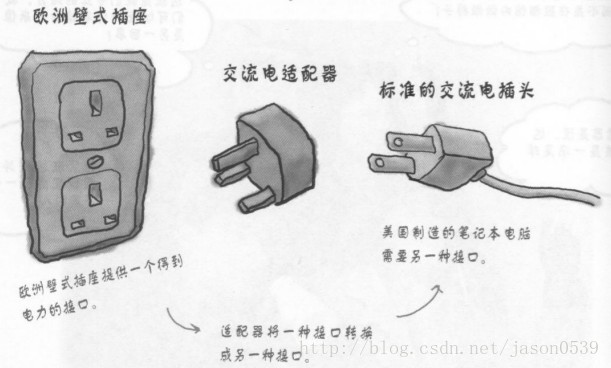 欧洲壁式插座
交流电适配器
标准的交流电插头
美国制造的笔记本电脑
需要另一种接口。
欧洲壁式插座提供一个得到
电力的接口。
适配器将一种接口转换
成另一种接口。
http://blog.csdn.net/jason0539